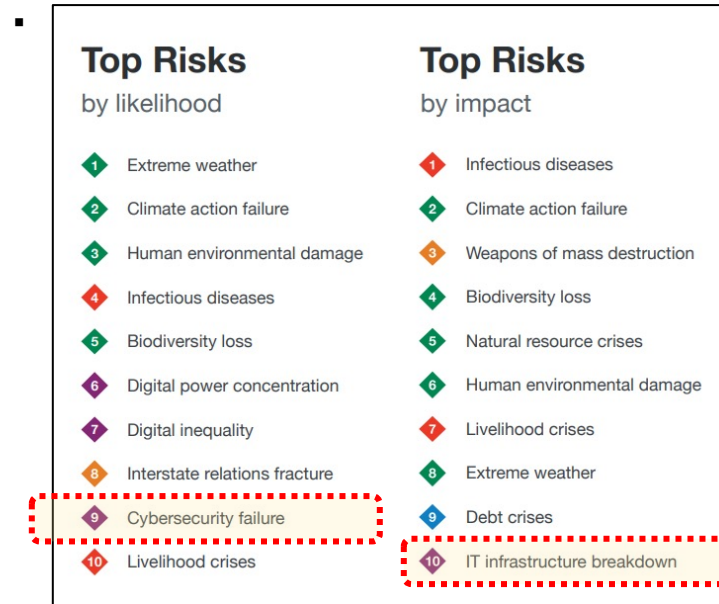 Top Risks
by likelihood
1 Extreme weather
2 Climate action failure
3 Human environmental damage
4 Infectious diseases
5 Biodiversity loss
6 Digital power concentration
7 Digital inequality
8 Interstate relations fracture
9 Cybersecurity failure
10 Livelihood crises
Top Risks
by impact
1 Infectious diseases
2 Climate action failure
3 Weapons of mass destruction
4 Biodiversity loss
5 Natural resource crises
6 Human environmental damage
7 Livelihood crises
8 Extreme weather
9 Debt crises
10 IT infrastructure breakdown